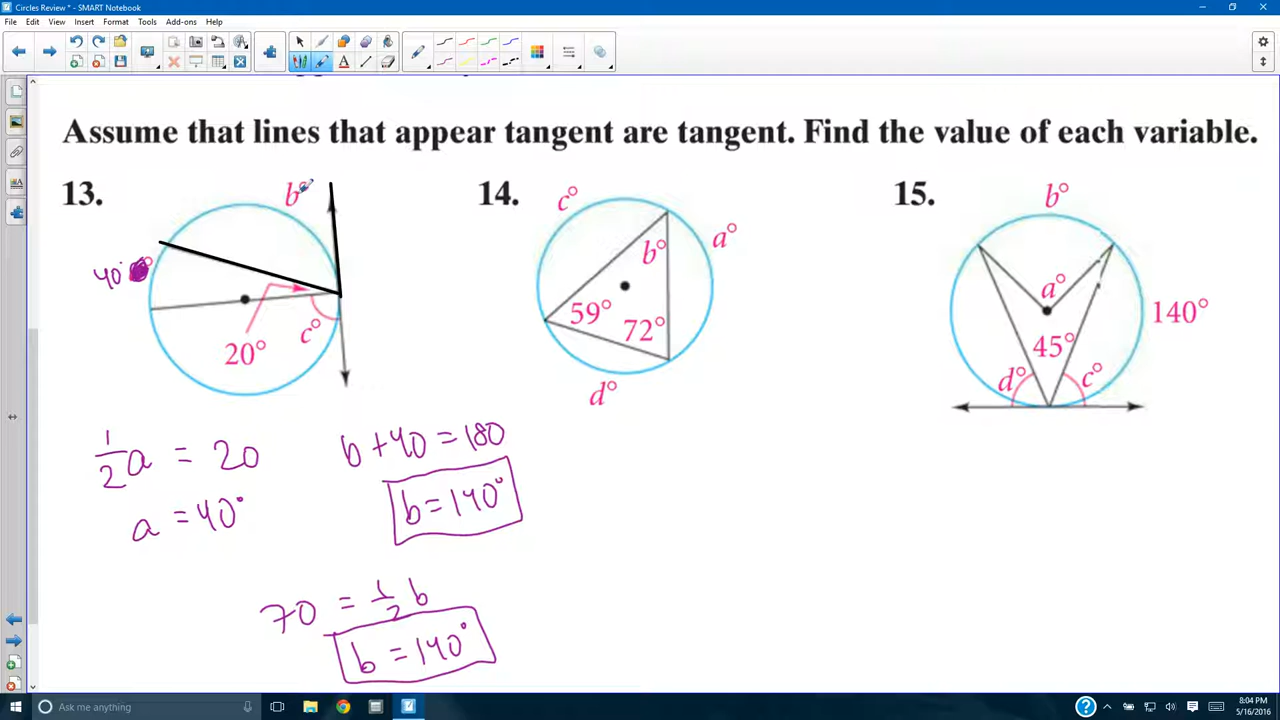 Circles Review * - SMART Notebook
File Edit View Insert Format Tools Add-ons Help
Assume that lines that appear tangent are tangent. Find the value of each variable.
13.
b°
40°
20°
c°
14.
c°
a°
b°
59°
72°
d°
15.
b°
a°
140°
45°
d°
c°
1/2 a = 20
a = 40°
b + 40 = 180
b = 140°
70 = 1/2 b
b = 140°
Ask me anything
8:04 PM
5/16/2016